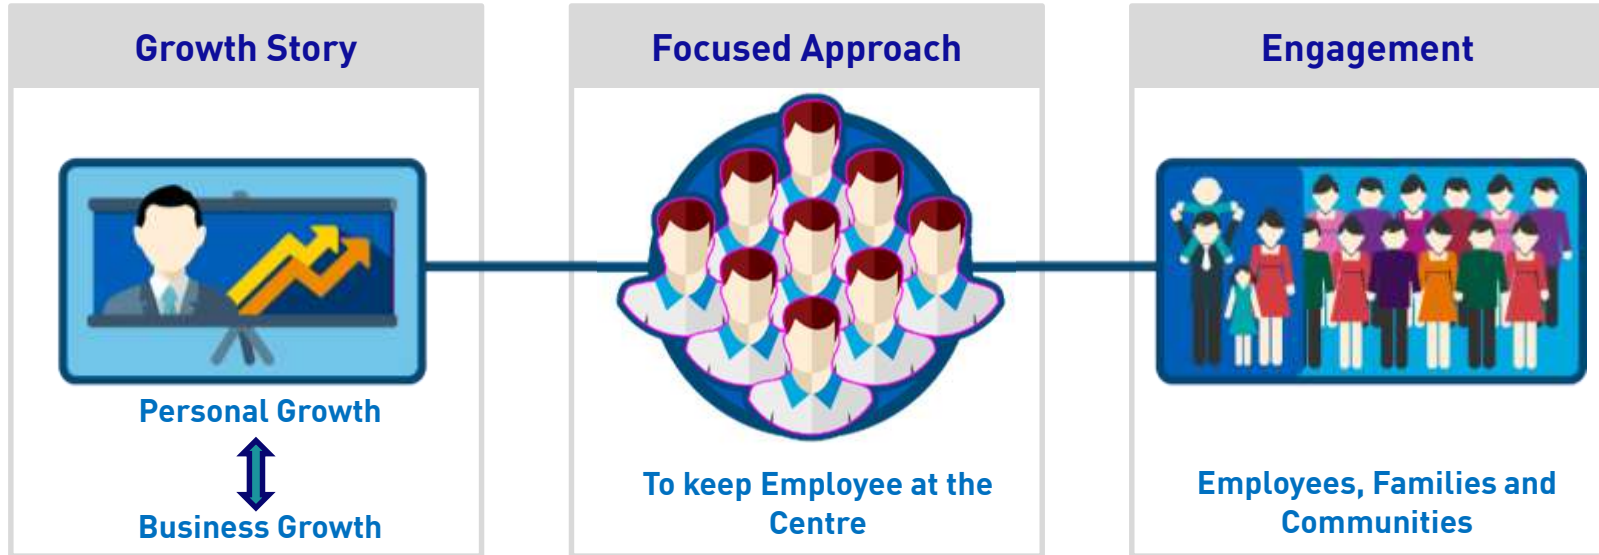 Growth Story
Personal Growth
Business Growth
Focused Approach
To keep Employee at the
Centre
Engagement
Employees, Families and
Communities